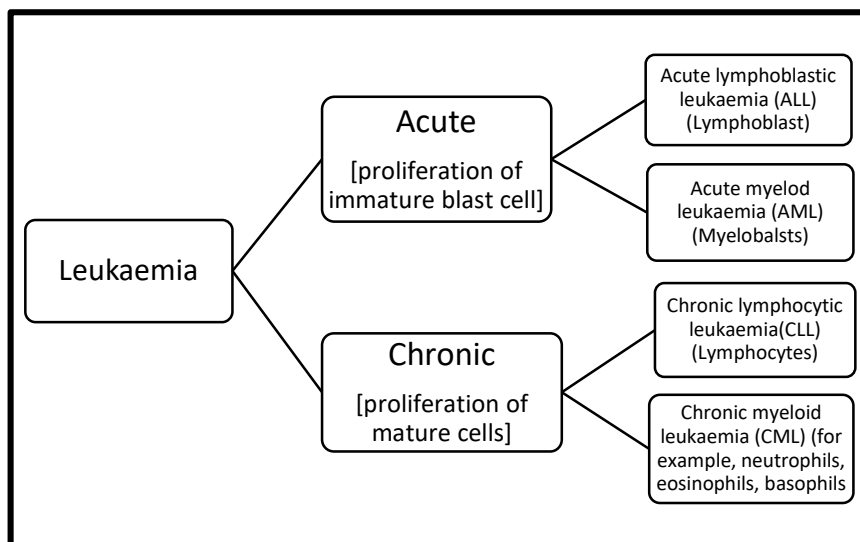 Leukaemia
Acute
[proliferation of
immature blast cell]
Acute lymphoblastic
leukaemia (ALL)
(Lymphoblast)
Acute myelod
leukaemia (AML)
(Myelobalsts)
Chronic
[proliferation of
mature cells]
Chronic lymphocytic
leukaemia(CLL)
(Lymphocytes)
Chronic myeloid
leukaemia (CML) (for
example, neutrophils,
eosinophils, basophils